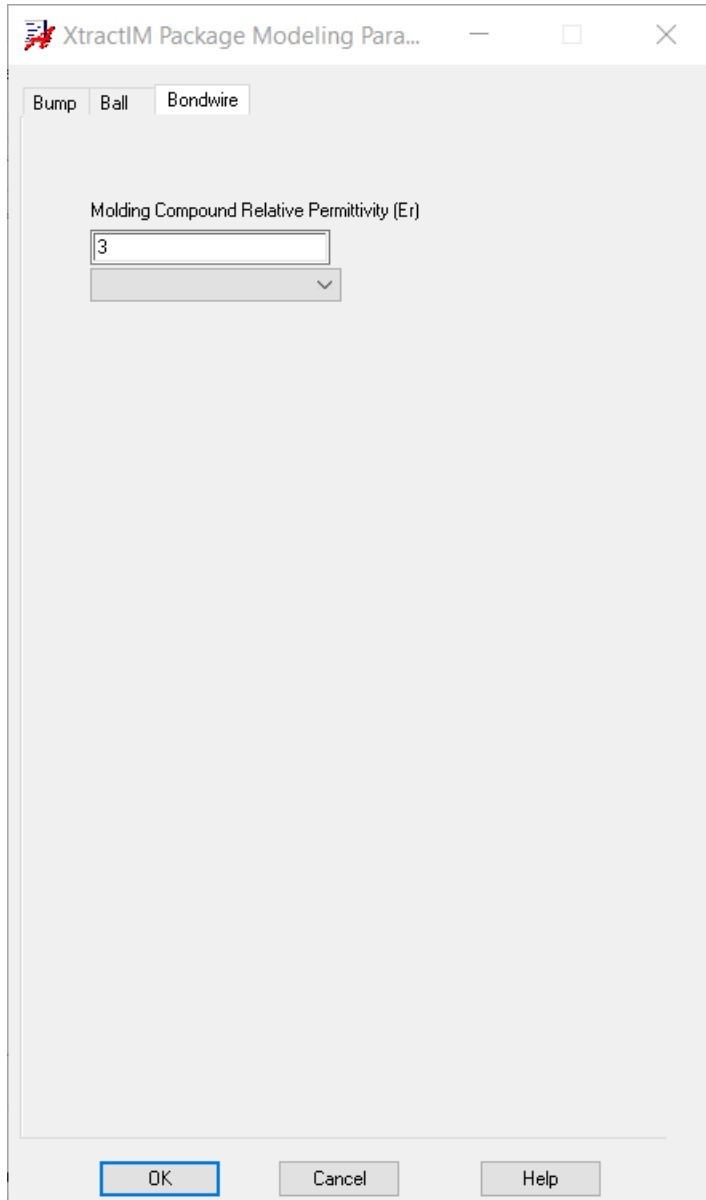 XtractIM Package Modeling Para...
Bump Ball Bondwire
Molding Compound Relative Permittivity (Er)
3
OK Cancel Help